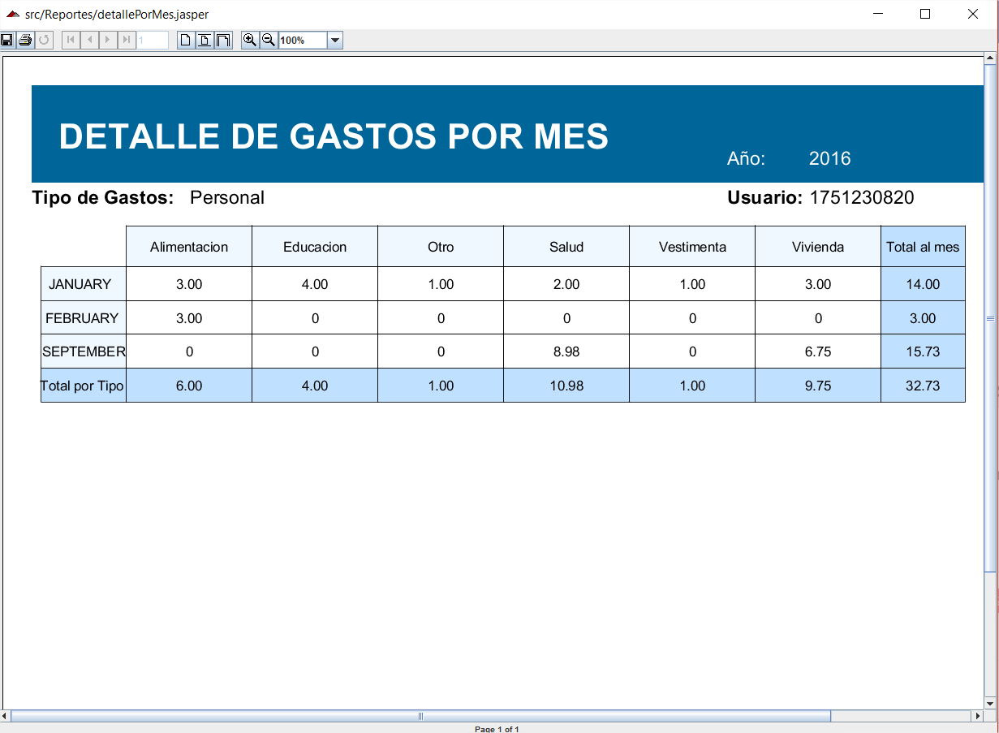 src/Reportes/detallePorMes.jasper
1
100%
DETALLE DE GASTOS POR MES
Año: 2016
Tipo de Gastos: Personal Usuario: 1751230820
Alimentacion Educacion Otro Salud Vestimenta Vivienda Total al mes
JANUARY 3.00 4.00 1.00 2.00 1.00 3.00 14.00
FEBRUARY 3.00 0 0 0 0 0 3.00
SEPTEMBER 0 0 0 8.98 0 6.75 15.73
Total por Tipo 6.00 4.00 1.00 10.98 1.00 9.75 32.73
Page 1 of 1